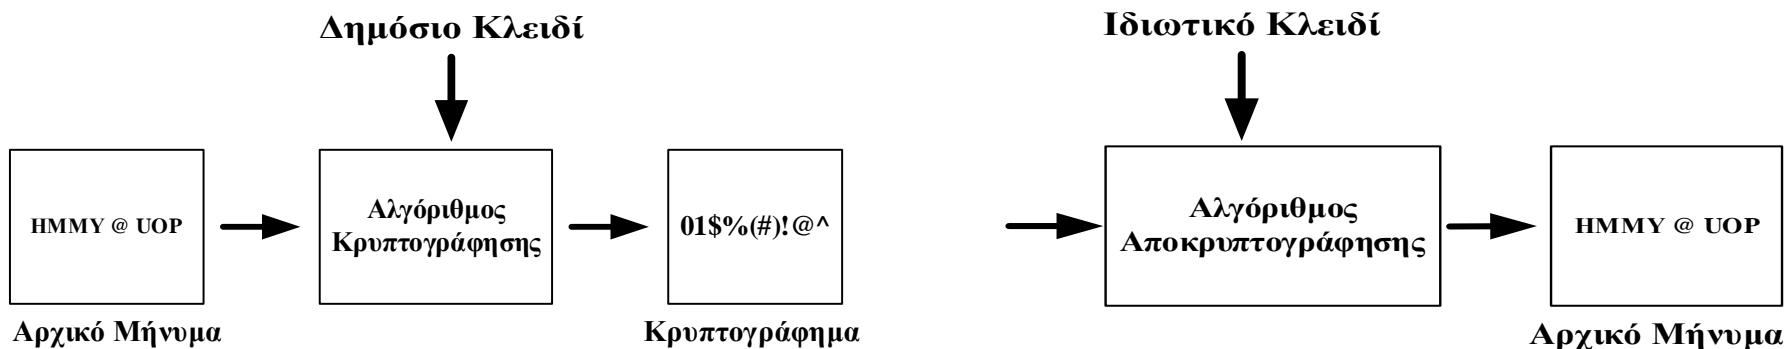 Δημόσιο Κλειδί
HMMY @ UOP
Αλγόριθμος
Κρυπτογράφησης
01$%(#)!@^
Αρχικό Μήνυμα
Κρυπτογράφημα
Ιδιωτικό Κλειδί
Αλγόριθμος
Αποκρυπτογράφησης
HMMY @ UOP
Αρχικό Μήνυμα